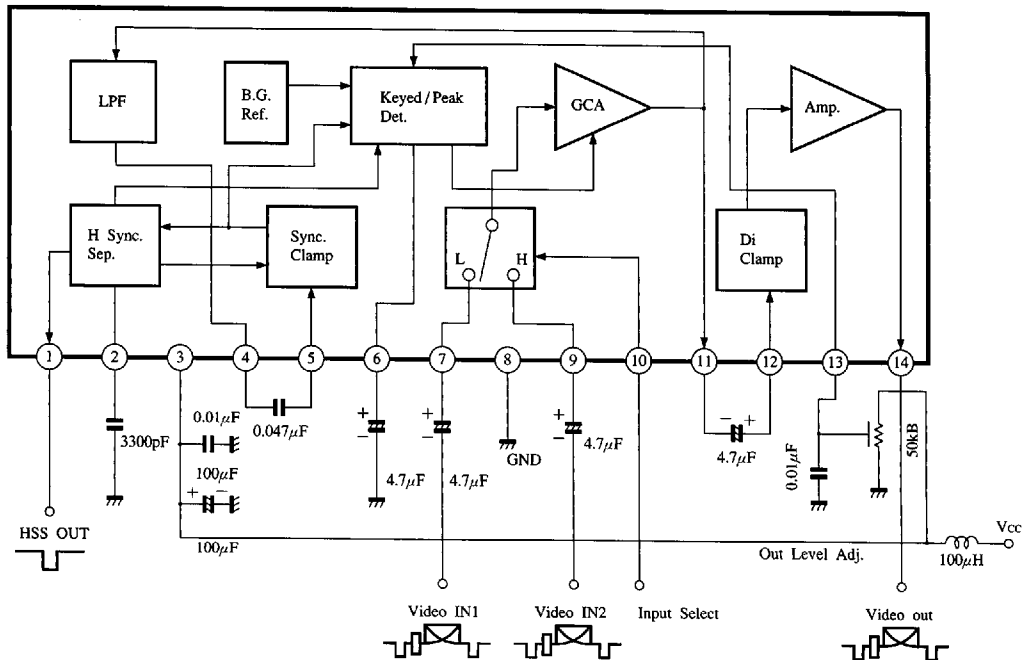 LPF
B.G.
Ref.
Keyed/Peak
Det.
GCA
Amp.
H Sync.
Sep.
Sync.
Clamp
L
H
Di
Clamp
1
2
3
4
5
6
7
8
9
10
11
12
13
14
3300pF
0.01μF
100μF
+ −
100μF
0.047μF
+
−
4.7μF
+
−
4.7μF
GND
+
−
4.7μF
− +
4.7μF
0.01μF
50kB
HSS OUT
Out Level Adj.
100μH
Vcc
Video IN1
Video IN2
Input Select
Video out